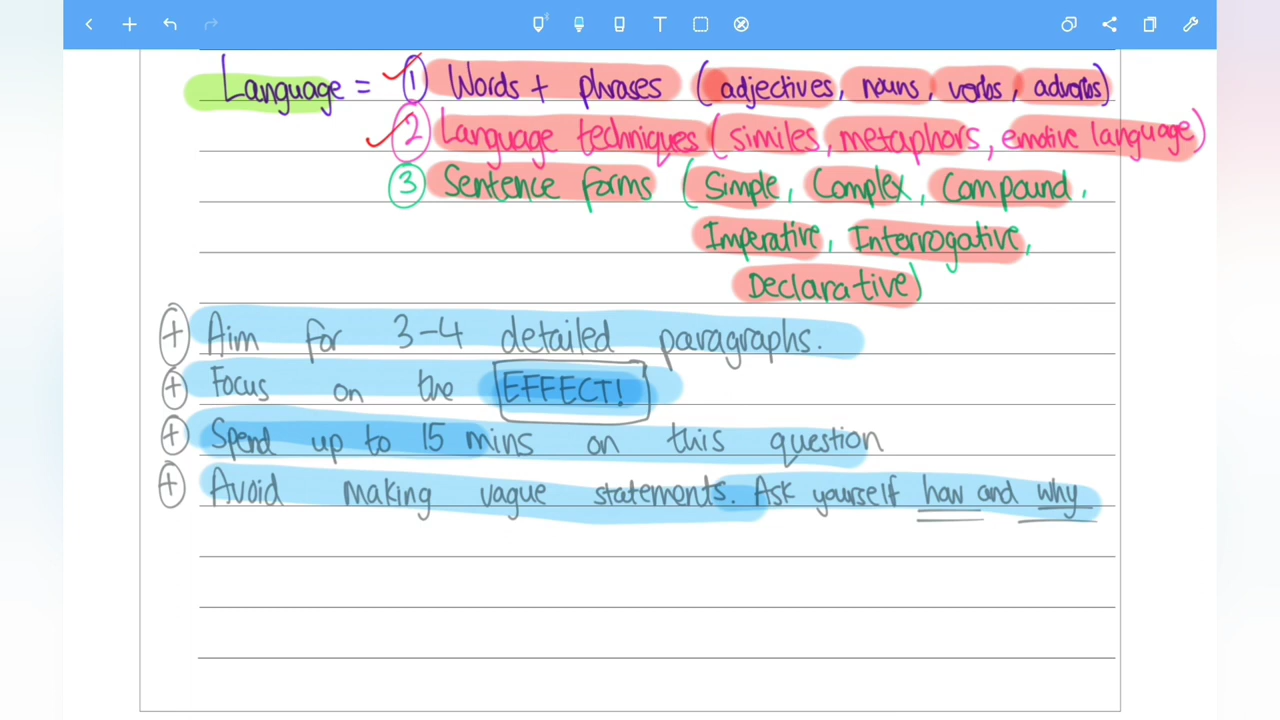 Language = ① Words + phrases (adjectives, nouns, verbs, adverbs)
② Language techniques (similes, metaphors, emotive language)
③ Sentence forms (Simple, Complex, Compound,
Imperative, Interrogative,
Declarative)
+ Aim for 3-4 detailed paragraphs.
+ Focus on the EFFECT!
+ Spend up to 15 mins on this question
+ Avoid making vague statements. Ask yourself how and why